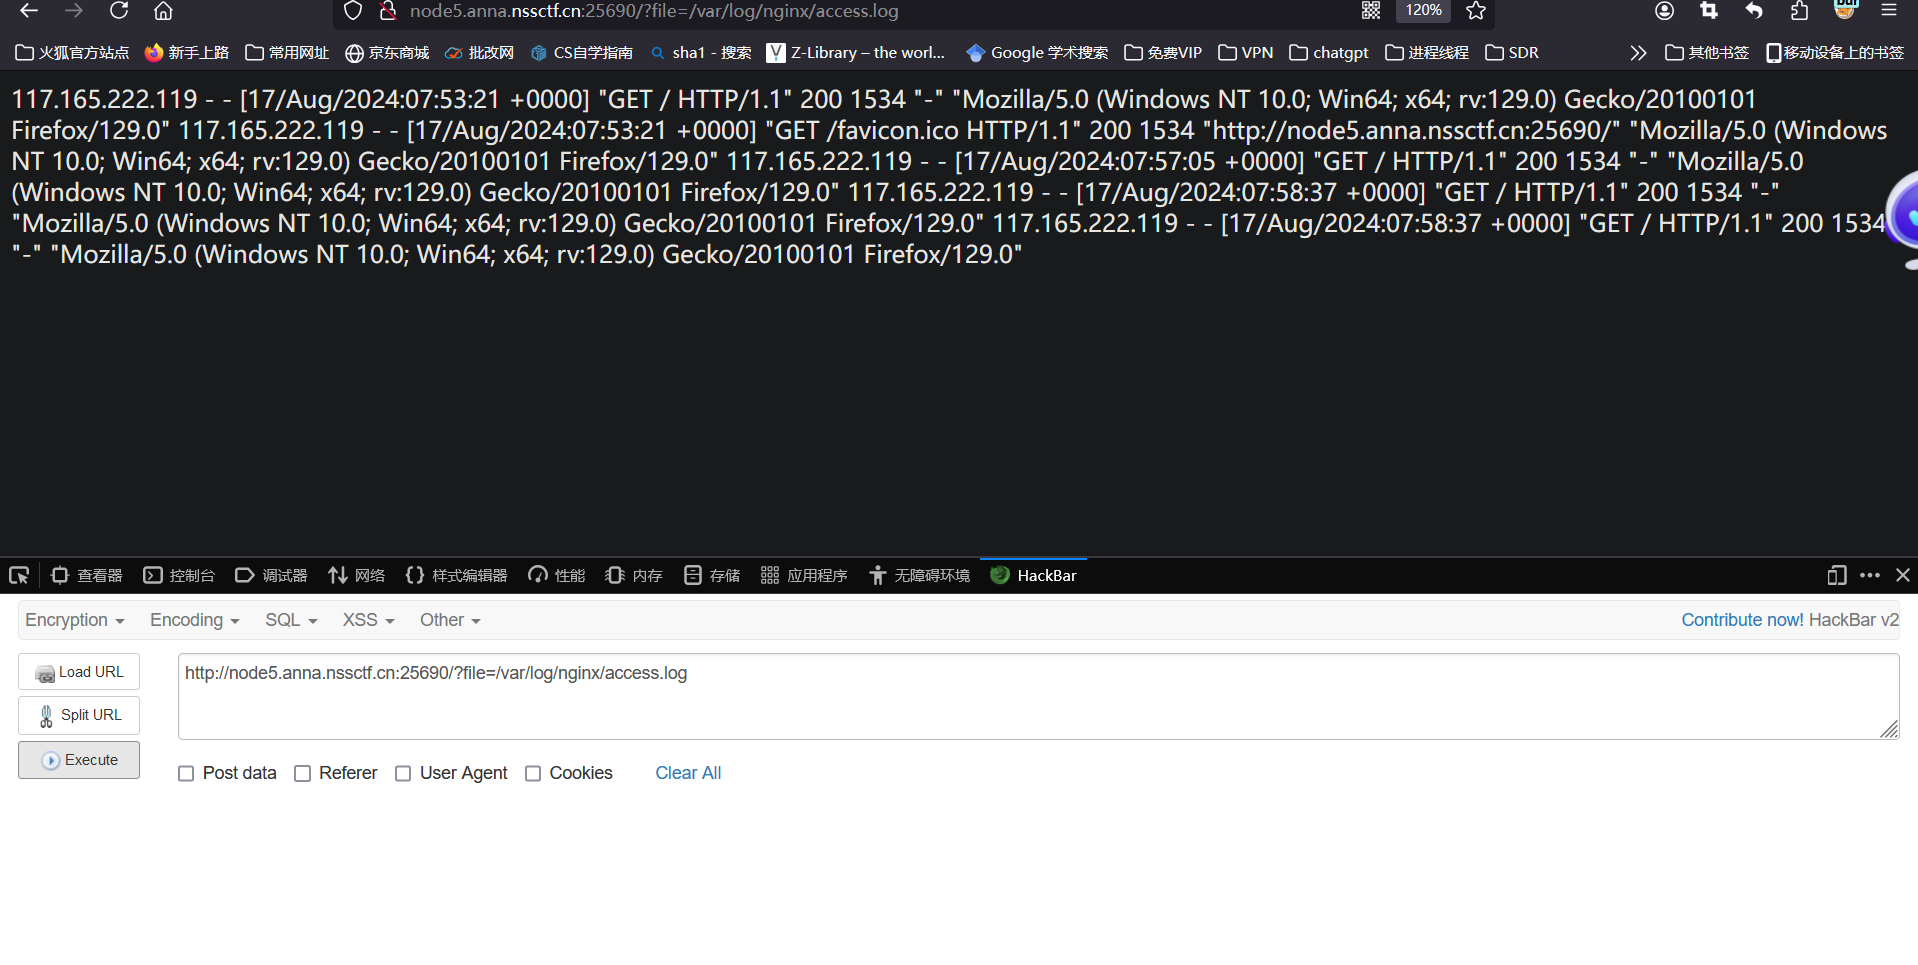 node5.anna.nssctf.cn:25690/?file=/var/log/nginx/access.log
120%
火狐官方站点 新手上路 常用网址 京东商城 批改网 CS自学指南 sha1 - 搜索 Z-Library – the worl... Google 学术搜索 免费VIP VPN chatgpt 进程线程 SDR 其他书签 移动设备上的书签
117.165.222.119 - - [17/Aug/2024:07:53:21 +0000] "GET / HTTP/1.1" 200 1534 "-" "Mozilla/5.0 (Windows NT 10.0; Win64; x64; rv:129.0) Gecko/20100101
Firefox/129.0" 117.165.222.119 - - [17/Aug/2024:07:53:21 +0000] "GET /favicon.ico HTTP/1.1" 200 1534 "http://node5.anna.nssctf.cn:25690/" "Mozilla/5.0 (Windows
NT 10.0; Win64; x64; rv:129.0) Gecko/20100101 Firefox/129.0" 117.165.222.119 - - [17/Aug/2024:07:57:05 +0000] "GET / HTTP/1.1" 200 1534 "-" "Mozilla/5.0
(Windows NT 10.0; Win64; x64; rv:129.0) Gecko/20100101 Firefox/129.0" 117.165.222.119 - - [17/Aug/2024:07:58:37 +0000] "GET / HTTP/1.1" 200 1534 "-"
"Mozilla/5.0 (Windows NT 10.0; Win64; x64; rv:129.0) Gecko/20100101 Firefox/129.0" 117.165.222.119 - - [17/Aug/2024:07:58:37 +0000] "GET / HTTP/1.1" 200 1534
"-" "Mozilla/5.0 (Windows NT 10.0; Win64; x64; rv:129.0) Gecko/20100101 Firefox/129.0"
查看器 控制台 调试器 网络 样式编辑器 性能 内存 存储 应用程序 无障碍环境 HackBar
Encryption Encoding SQL XSS Other Contribute now! HackBar v2
Load URL
Split URL
Execute
http://node5.anna.nssctf.cn:25690/?file=/var/log/nginx/access.log
Post data Referer User Agent Cookies Clear All